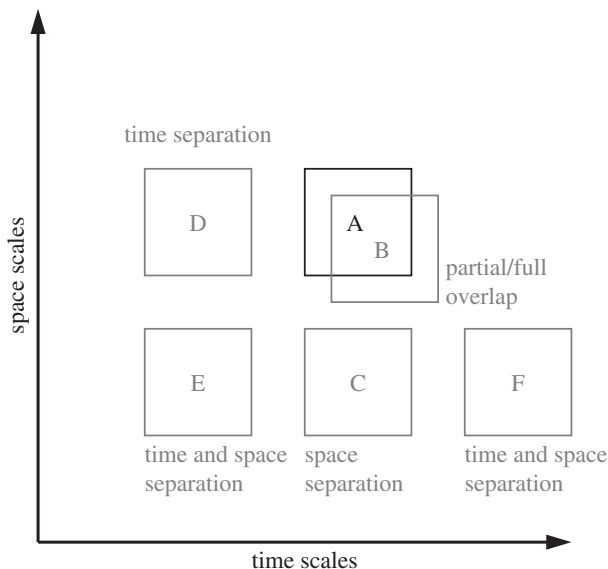 time separation
D
A
B
partial/full
overlap
space scales
E
C
F
time and space
separation
space
separation
time and space
separation
time scales